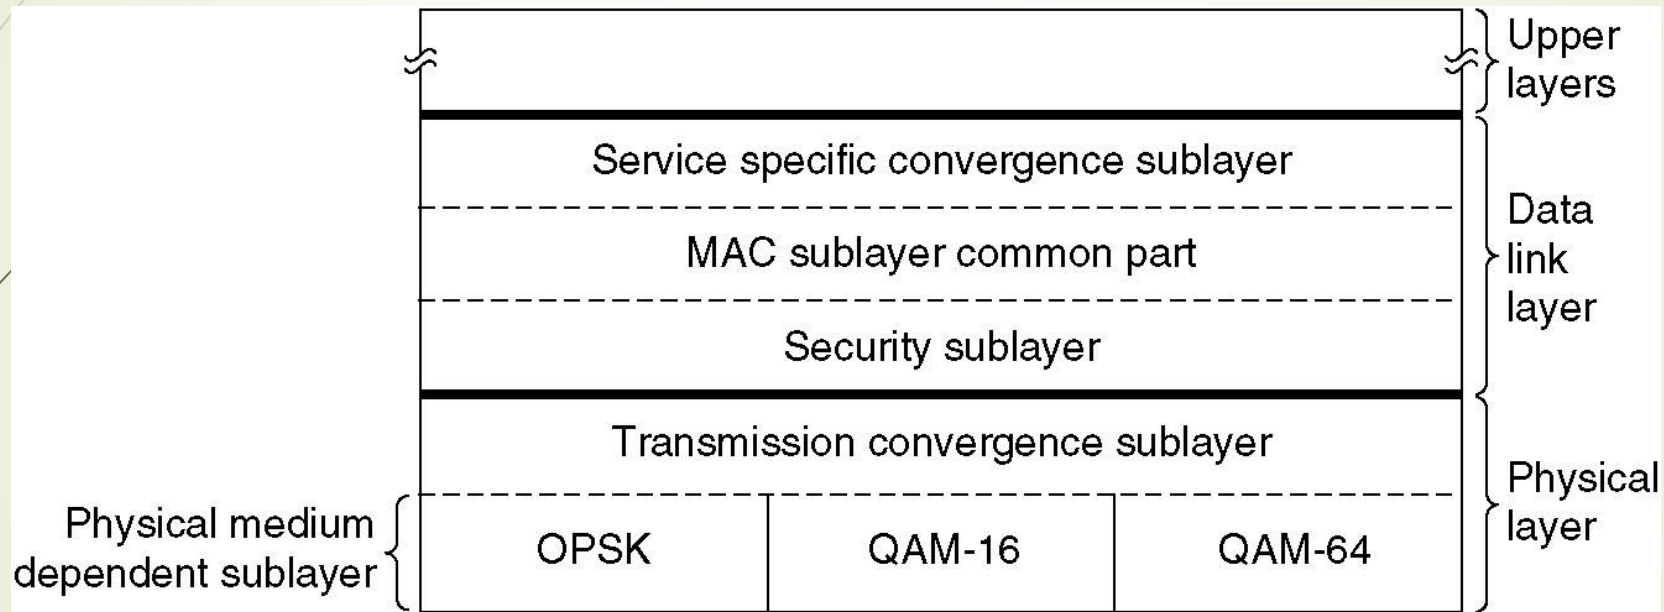 Upper
layers
Service specific convergence sublayer
MAC sublayer common part
Security sublayer
Data
link
layer
Transmission convergence sublayer
Physical medium
dependent sublayer
OPSK
QAM-16
QAM-64
Physical
layer